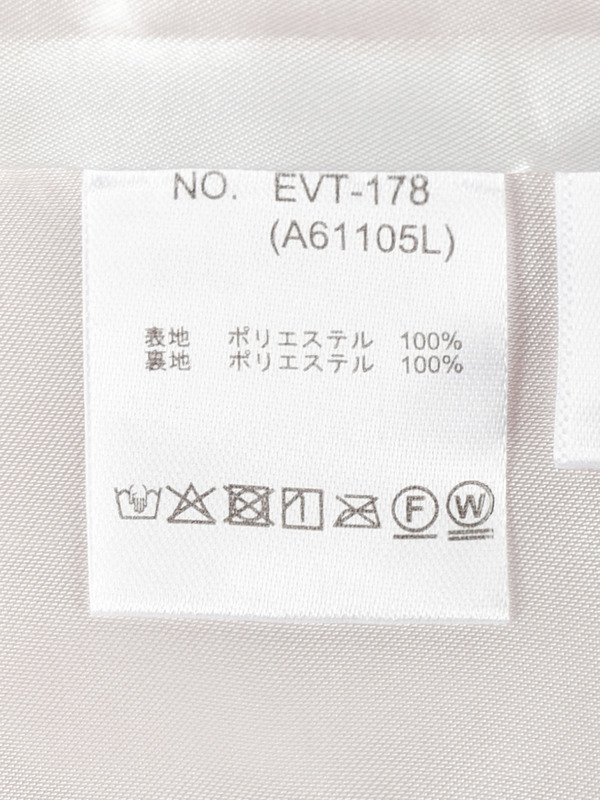 NO. EVT-178
(A61105L)
表地 ポリエステル 100%
裏地 ポリエステル 100%
F W